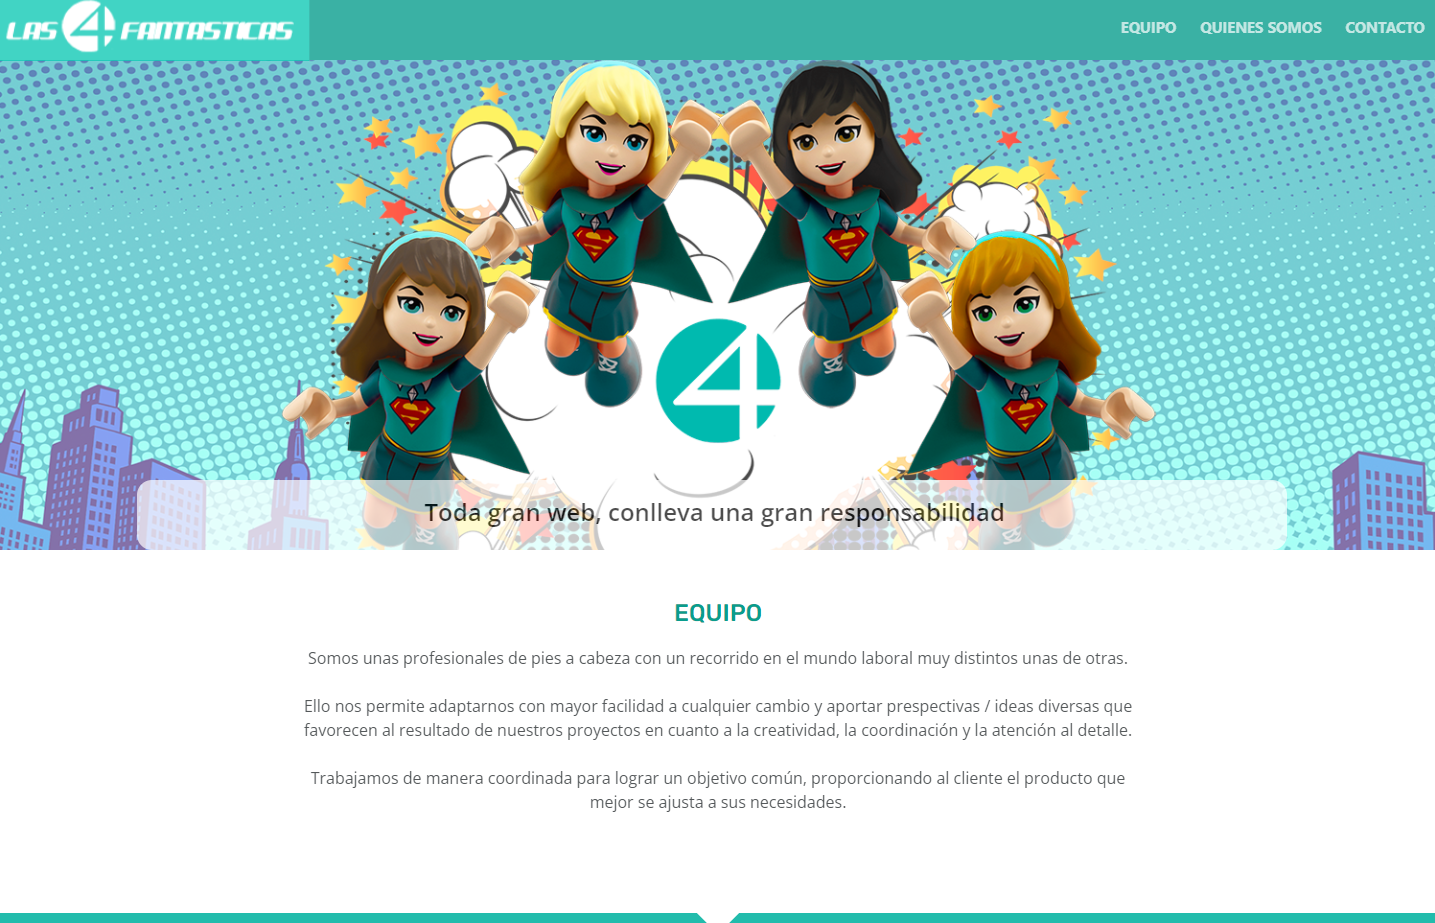 LAS 4 FANTASTICAS
EQUIPO QUIENES SOMOS CONTACTO
4
Toda gran web, conlleva una gran responsabilidad
EQUIPO
Somos unas profesionales de pies a cabeza con un recorrido en el mundo laboral muy distintos unas de otras.
Ello nos permite adaptarnos con mayor facilidad a cualquier cambio y aportar prespectivas / ideas diversas que
favorecen al resultado de nuestros proyectos en cuanto a la creatividad, la coordinación y la atención al detalle.
Trabajamos de manera coordinada para lograr un objetivo común, proporcionando al cliente el producto que
mejor se ajusta a sus necesidades.